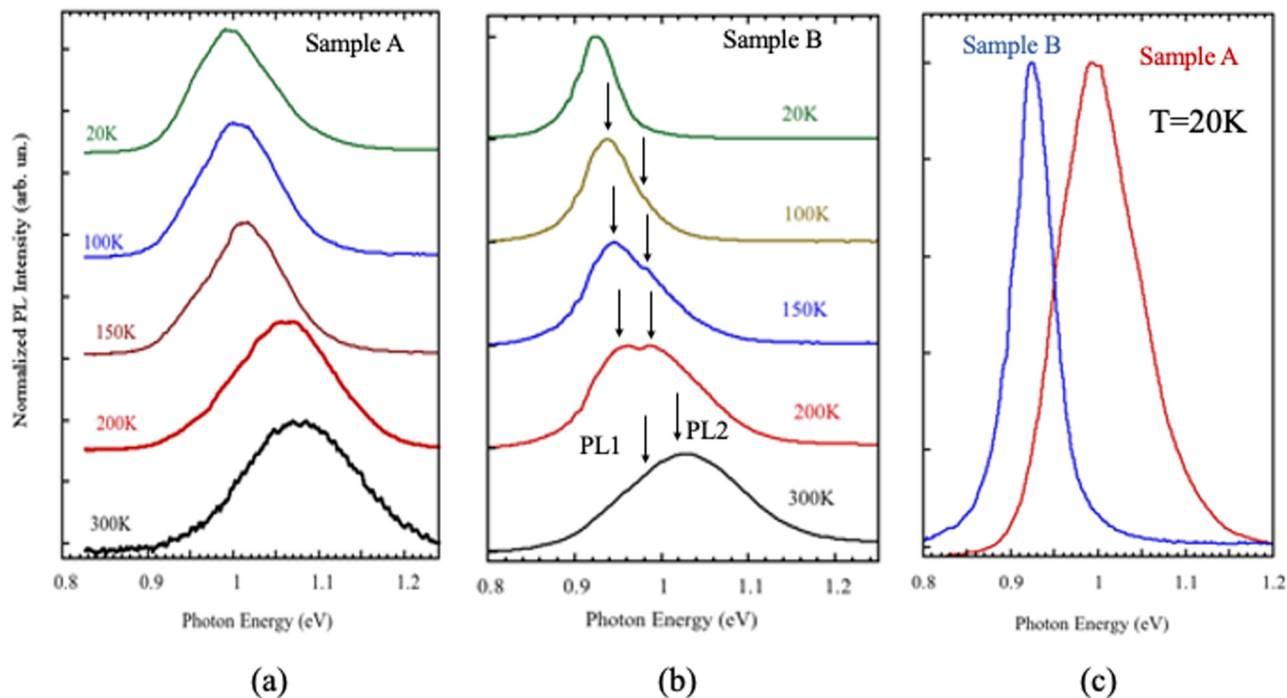 Normalized PL Intensity (arb. un.)
Sample A
20K
100K
150K
200K
300K
0.8 0.9 1 1.1 1.2
Photon Energy (eV)
(a)
Sample B
20K
100K
150K
200K
PL1
PL2
300K
0.8 0.9 1 1.1 1.2
Photon Energy (eV)
(b)
Sample B
Sample A
T=20K
0.8 0.9 1 1.1 1.2
Photon Energy (eV)
(c)